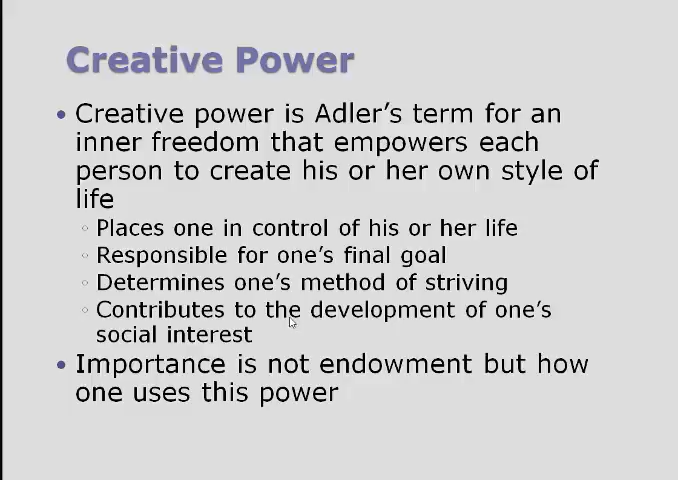 Creative Power
• Creative power is Adler's term for an
inner freedom that empowers each
person to create his or her own style of
life
◦ Places one in control of his or her life
◦ Responsible for one's final goal
◦ Determines one's method of striving
◦ Contributes to the development of one's
social interest
• Importance is not endowment but how
one uses this power